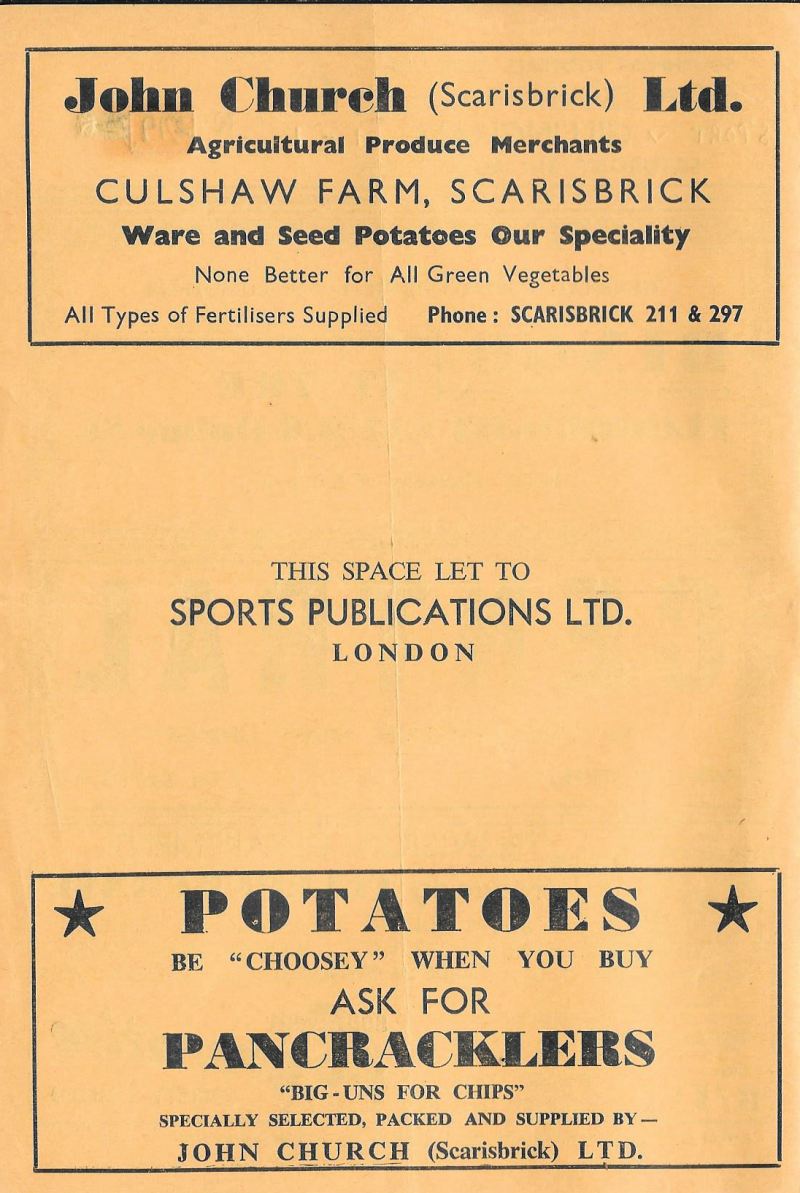 John Church (Scarisbrick) Ltd.
Agricultural Produce Merchants
CULSHAW FARM, SCARISBRICK
Ware and Seed Potatoes Our Speciality
None Better for All Green Vegetables
All Types of Fertilisers Supplied Phone : SCARISBRICK 211 & 297
THIS SPACE LET TO
SPORTS PUBLICATIONS LTD.
LONDON
POTATOES
BE "CHOOSEY" WHEN YOU BUY
ASK FOR
PANCRACKLERS
"BIG-UNS FOR CHIPS"
SPECIALLY SELECTED, PACKED AND SUPPLIED BY—
JOHN CHURCH (Scarisbrick) LTD.